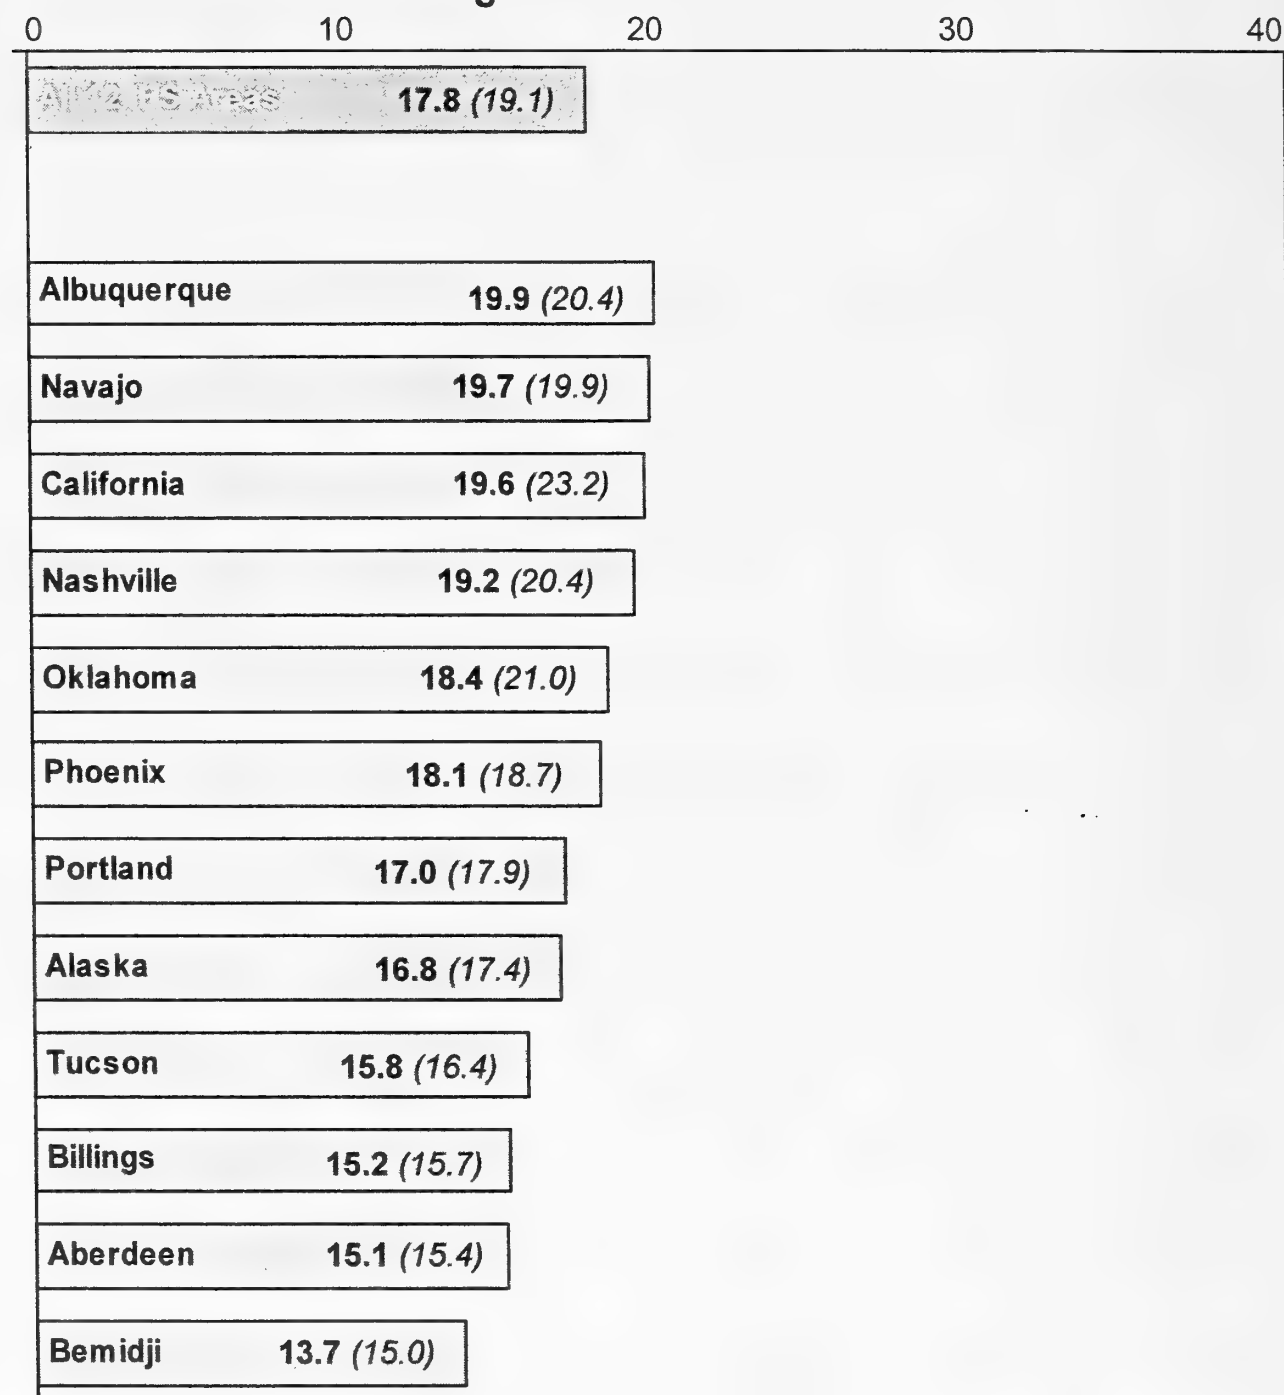 0 10 20 30 40
17.8 (19.1)
Albuquerque 19.9 (20.4)
Navajo 19.7 (19.9)
California 19.6 (23.2)
Nashville 19.2 (20.4)
Oklahoma 18.4 (21.0)
Phoenix 18.1 (18.7)
Portland 17.0 (17.9)
Alaska 16.8 (17.4)
Tucson 15.8 (16.4)
Billings 15.2 (15.7)
Aberdeen 15.1 (15.4)
Bemidji 13.7 (15.0)